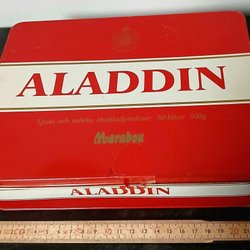 ALADDIN
Ljusa och mörka chokladpraliner 60 bitar 500g
Marabou
ALADDIN